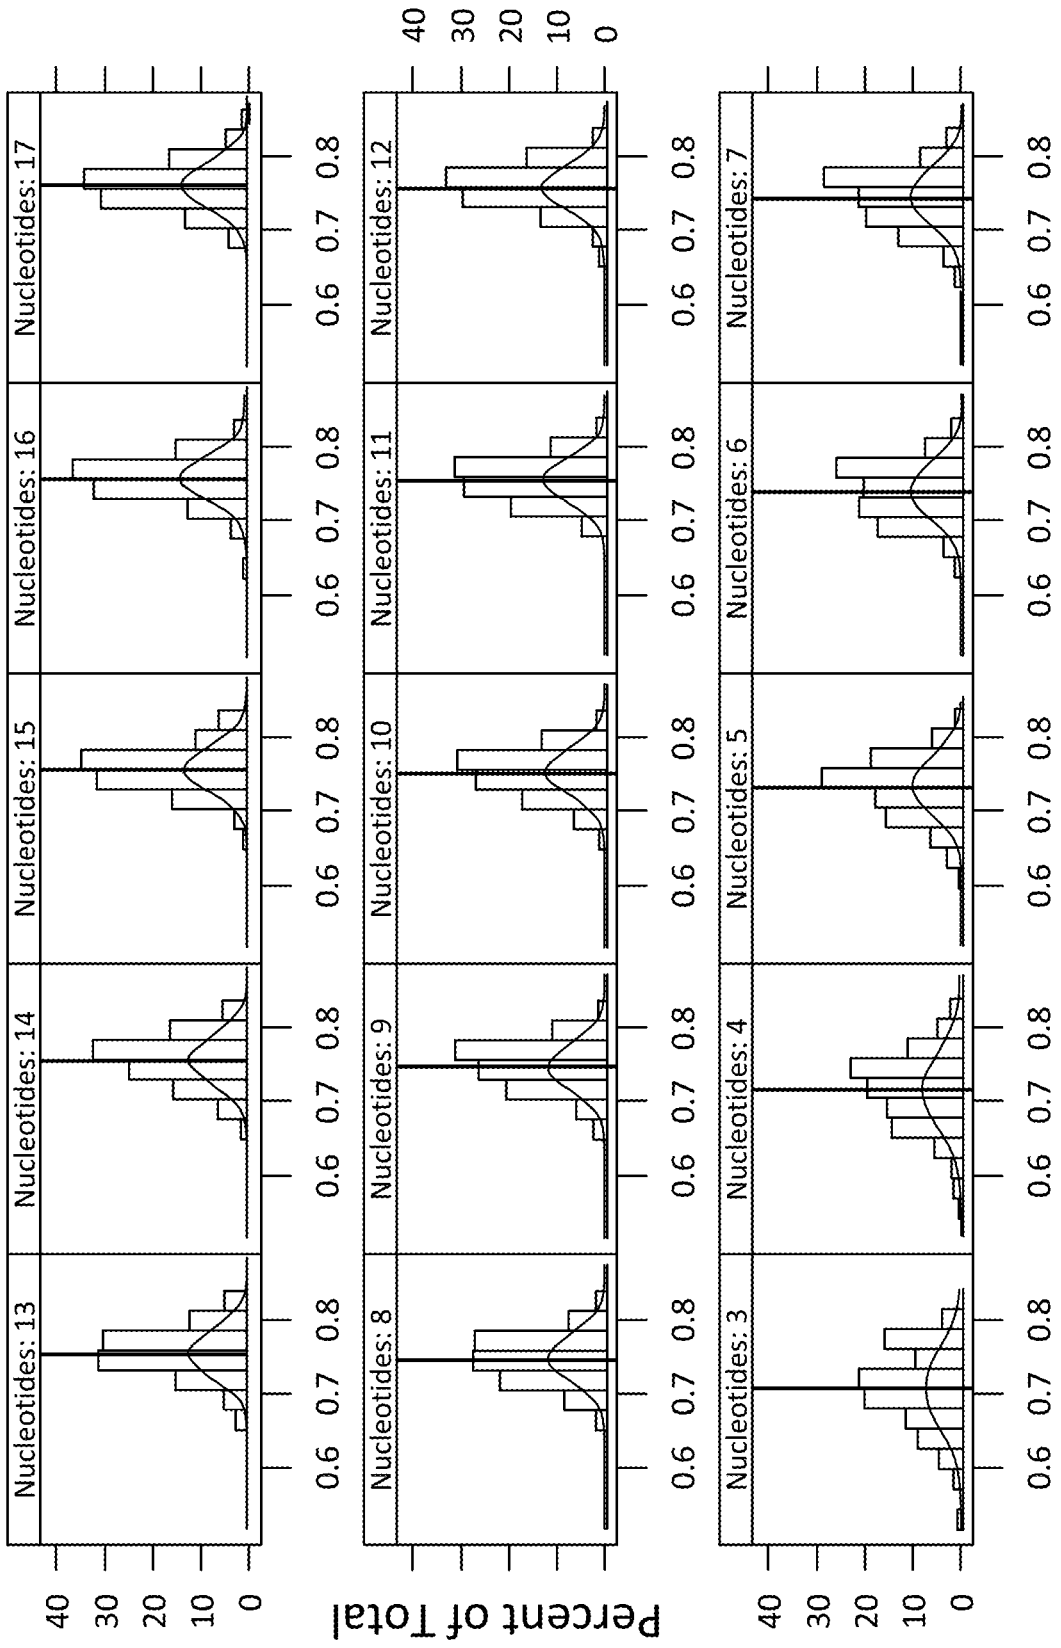 Nucleotides: 13
Nucleotides: 14
Nucleotides: 15
Nucleotides: 16
Nucleotides: 17
40
30
20
10
0
0.6 0.7 0.8
0.6 0.7 0.8
0.6 0.7 0.8
0.6 0.7 0.8
0.6 0.7 0.8
Percent of Total
Nucleotides: 8
Nucleotides: 9
Nucleotides: 10
Nucleotides: 11
Nucleotides: 12
40
30
20
10
0
0.6 0.7 0.8
0.6 0.7 0.8
0.6 0.7 0.8
0.6 0.7 0.8
0.6 0.7 0.8
Nucleotides: 3
Nucleotides: 4
Nucleotides: 5
Nucleotides: 6
Nucleotides: 7
40
30
20
10
0
0.6 0.7 0.8
0.6 0.7 0.8
0.6 0.7 0.8
0.6 0.7 0.8
0.6 0.7 0.8